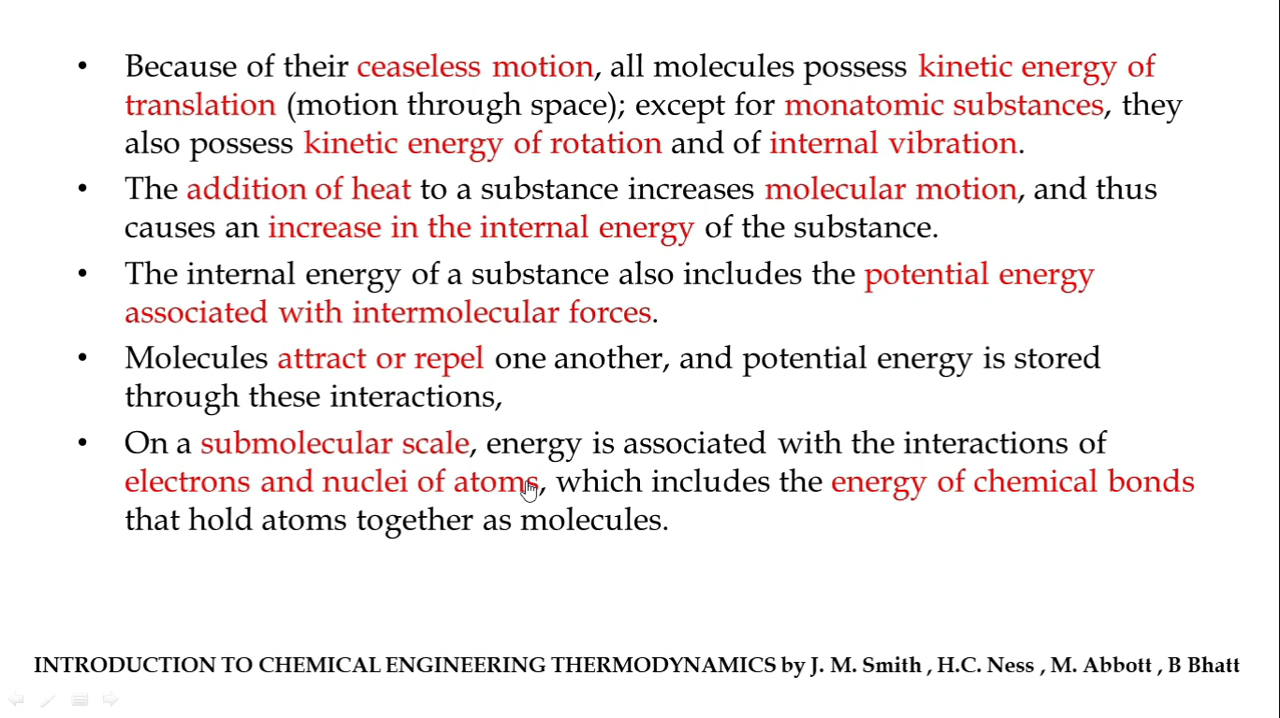 • Because of their ceaseless motion, all molecules possess kinetic energy of
translation (motion through space); except for monatomic substances, they
also possess kinetic energy of rotation and of internal vibration.
• The addition of heat to a substance increases molecular motion, and thus
causes an increase in the internal energy of the substance.
• The internal energy of a substance also includes the potential energy
associated with intermolecular forces.
• Molecules attract or repel one another, and potential energy is stored
through these interactions,
• On a submolecular scale, energy is associated with the interactions of
electrons and nuclei of atoms, which includes the energy of chemical bonds
that hold atoms together as molecules.
INTRODUCTION TO CHEMICAL ENGINEERING THERMODYNAMICS by J. M. Smith , H.C. Ness , M. Abbott , B Bhatt